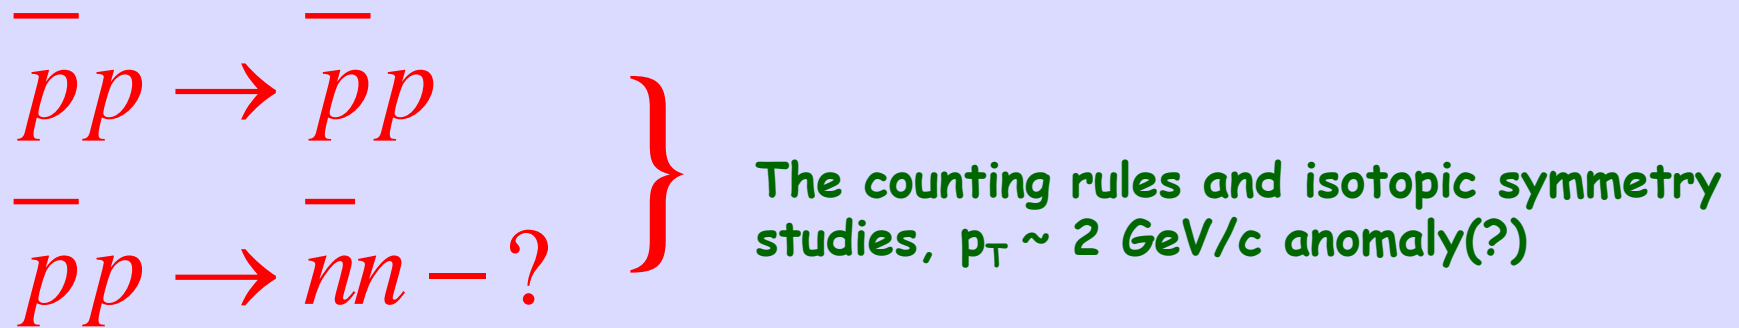 p̅p → p̅p
p̅p → n̅n – ?
}
The counting rules and isotopic symmetry
studies, p_T ~ 2 GeV/c anomaly(?)